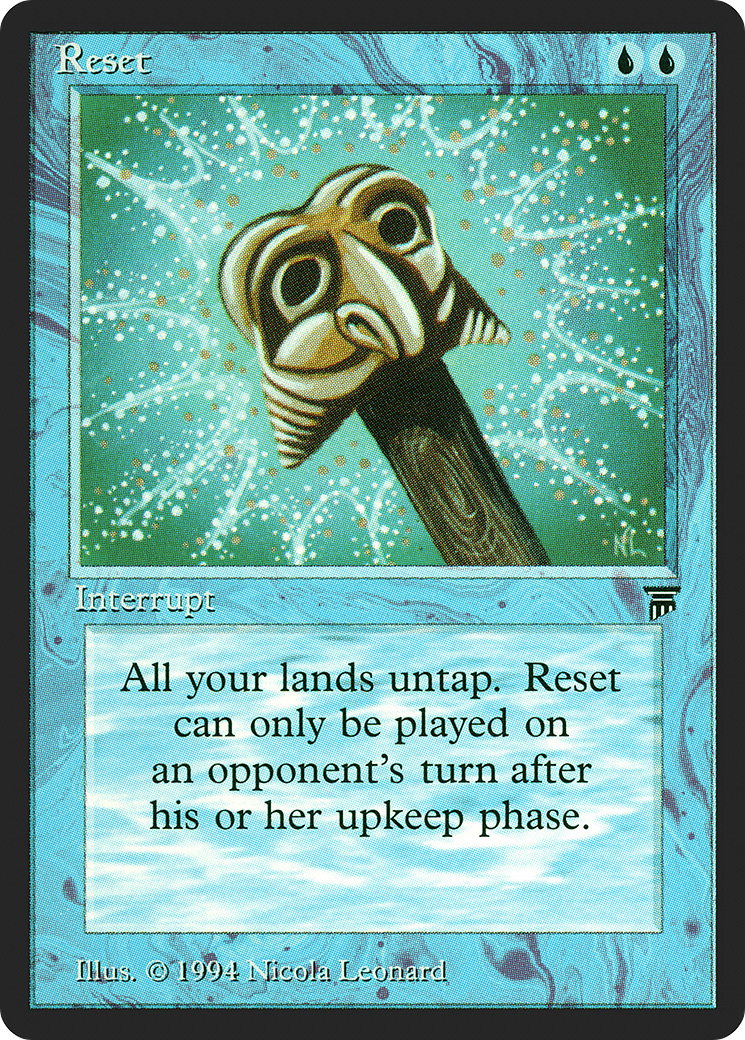 Reset
NL
Interrupt
All your lands untap. Reset
can only be played on
an opponent's turn after
his or her upkeep phase.
Illus. © 1994 Nicola Leonard